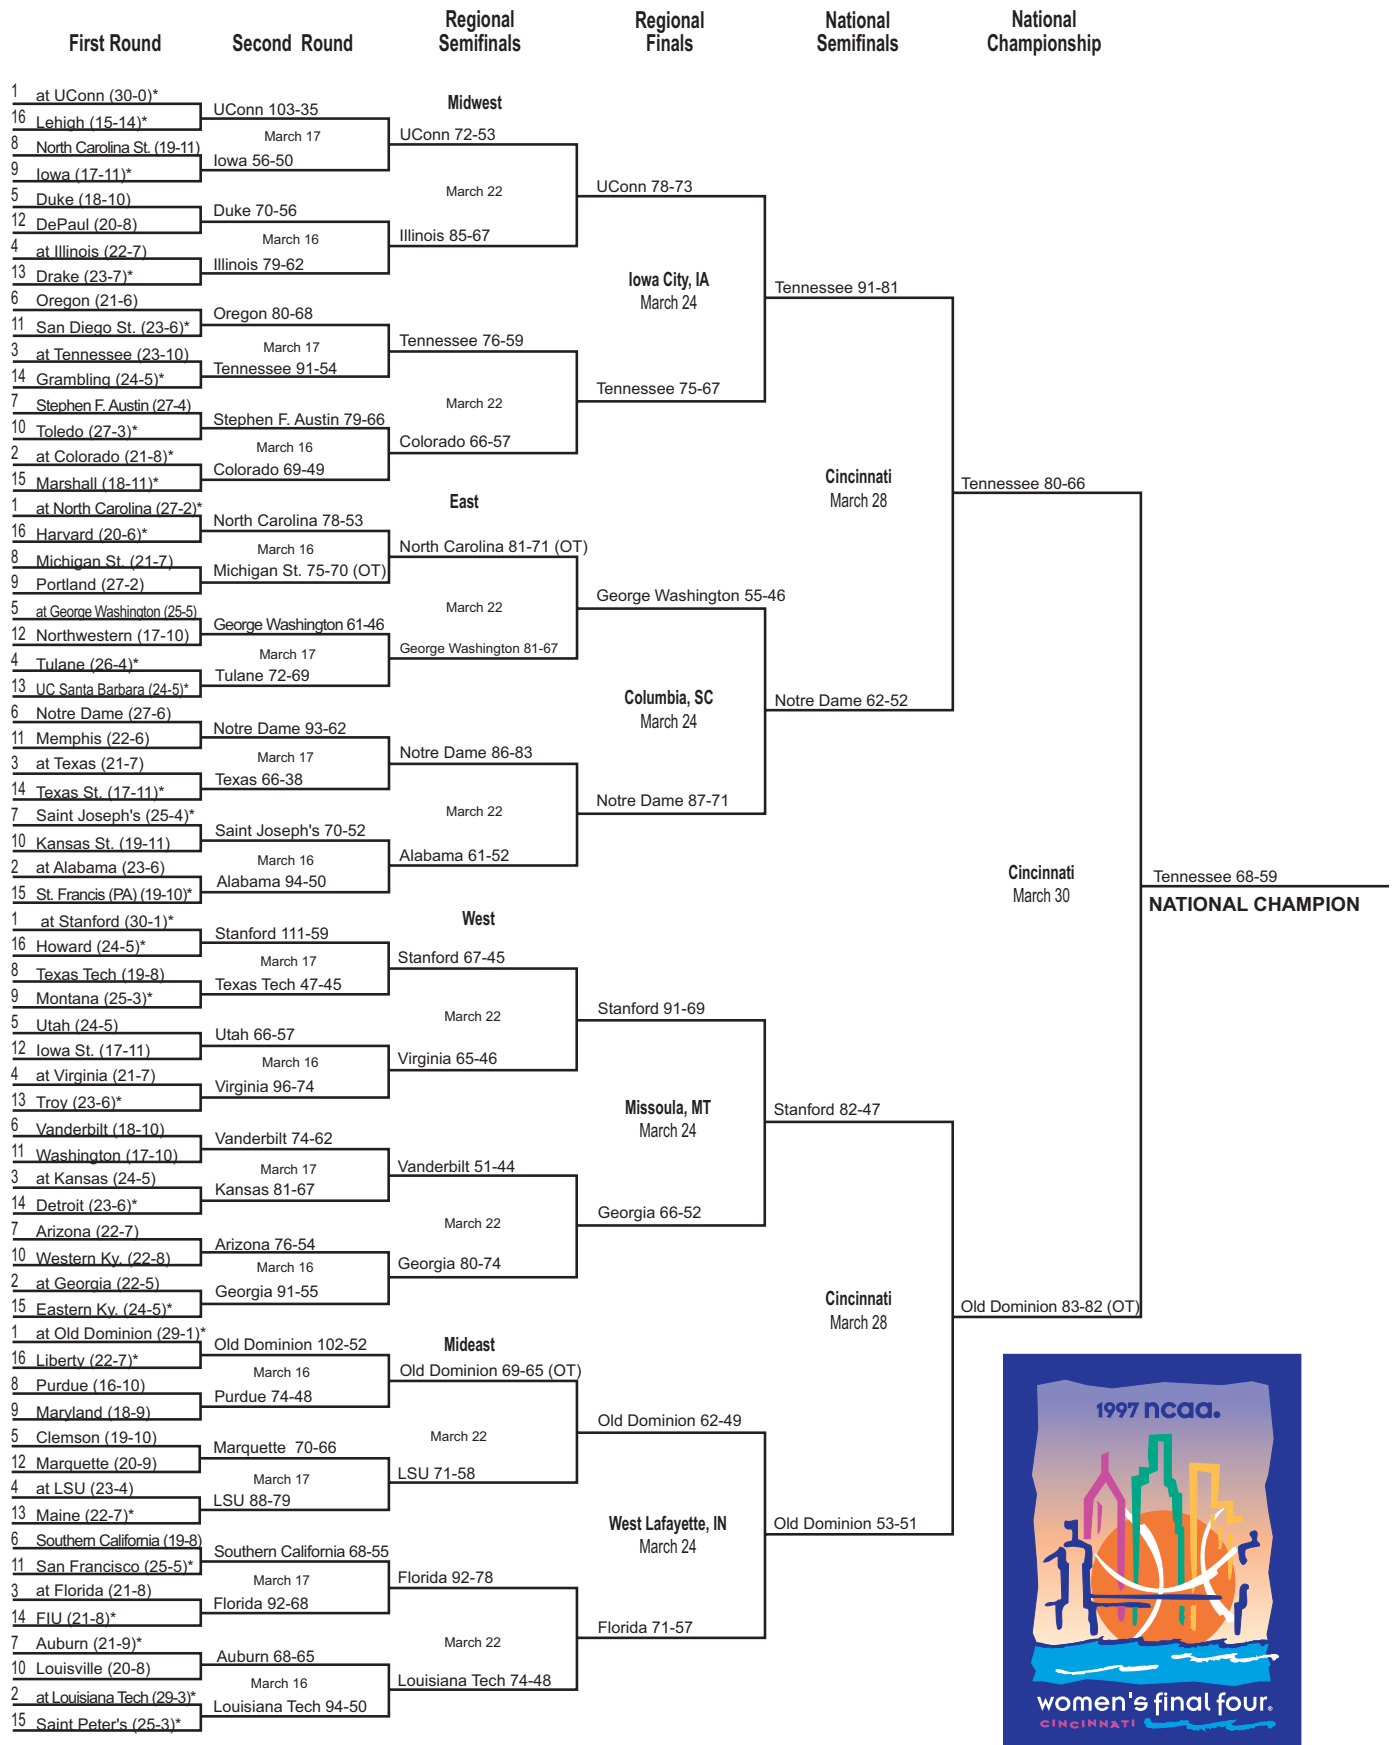 Regional Semifinals
Regional Finals
National Semifinals
National Championship
First Round
Second Round
1 at UConn (30-0)*
16 Lehigh (15-14)*
8 North Carolina St. (19-11)
9 Iowa (17-11)*
5 Duke (18-10)
12 DePaul (20-8)
4 at Illinois (22-7)
13 Drake (23-7)*
6 Oregon (21-6)
11 San Diego St. (23-6)*
3 at Tennessee (23-10)
14 Grambling (24-5)*
7 Stephen F. Austin (27-4)
10 Toledo (27-3)*
2 at Colorado (21-8)*
15 Marshall (18-11)*
1 at North Carolina (27-2)*
16 Harvard (20-6)*
8 Michigan St. (21-7)
9 Portland (27-2)
5 at George Washington (25-5)
12 Northwestern (17-10)
4 Tulane (26-4)*
13 UC Santa Barbara (24-5)*
6 Notre Dame (27-6)
11 Memphis (22-6)
3 at Texas (21-7)
14 Texas St. (17-11)*
7 Saint Joseph's (25-4)*
10 Kansas St. (19-11)
2 at Alabama (23-6)
15 St. Francis (PA) (19-10)*
1 at Stanford (30-1)*
16 Howard (24-5)*
8 Texas Tech (19-8)
9 Montana (25-3)*
5 Utah (24-5)
12 Iowa St. (17-11)
4 at Virginia (21-7)
13 Troy (23-6)*
6 Vanderbilt (18-10)
11 Washington (17-10)
3 at Kansas (24-5)
14 Detroit (23-6)*
7 Arizona (22-7)
10 Western Ky. (22-8)
2 at Georgia (22-5)
15 Eastern Ky. (24-5)*
1 at Old Dominion (29-1)*
16 Liberty (22-7)*
8 Purdue (16-10)
9 Maryland (18-9)
5 Clemson (19-10)
12 Marquette (20-9)
4 at LSU (23-4)
13 Maine (22-7)*
6 Southern California (19-8)
11 San Francisco (25-5)*
3 at Florida (21-8)
14 FIU (21-8)*
7 Auburn (21-9)*
10 Louisville (20-8)
2 at Louisiana Tech (29-3)*
15 Saint Peter's (25-3)*
UConn 103-35
March 17
Iowa 56-50
Duke 70-56
March 16
Illinois 79-62
Oregon 80-68
March 17
Tennessee 91-54
Stephen F. Austin 79-66
March 16
Colorado 69-49
North Carolina 78-53
March 16
Michigan St. 75-70 (OT)
George Washington 61-46
March 17
Tulane 72-69
Notre Dame 93-62
March 17
Texas 66-38
Saint Joseph's 70-52
March 16
Alabama 94-50
Stanford 111-59
March 17
Texas Tech 47-45
Utah 66-57
March 16
Virginia 96-74
Vanderbilt 74-62
March 17
Kansas 81-67
Arizona 76-54
March 16
Georgia 91-55
Old Dominion 102-52
March 16
Purdue 74-48
Marquette 70-66
March 17
LSU 88-79
Southern California 68-55
March 17
Florida 92-68
Auburn 68-65
March 16
Louisiana Tech 94-50
Midwest
UConn 72-53
March 22
Illinois 85-67
Tennessee 76-59
March 22
Colorado 66-57
East
North Carolina 81-71 (OT)
March 22
George Washington 81-67
Notre Dame 86-83
March 22
Alabama 61-52
West
Stanford 67-45
March 22
Virginia 65-46
Vanderbilt 51-44
March 22
Georgia 80-74
Mideast
Old Dominion 69-65 (OT)
March 22
LSU 71-58
Florida 92-78
March 22
Louisiana Tech 74-48
UConn 78-73
Iowa City, IA
March 24
Tennessee 75-67
George Washington 55-46
Columbia, SC
March 24
Notre Dame 87-71
Stanford 91-69
Missoula, MT
March 24
Georgia 66-52
Old Dominion 62-49
West Lafayette, IN
March 24
Florida 71-57
Tennessee 91-81
Cincinnati
March 28
Notre Dame 62-52
Stanford 82-47
Cincinnati
March 28
Old Dominion 53-51
Tennessee 80-66
Cincinnati
March 30
Old Dominion 83-82 (OT)
Tennessee 68-59
NATIONAL CHAMPION
1997 ncaa.
women's final four.
CINCINNATI